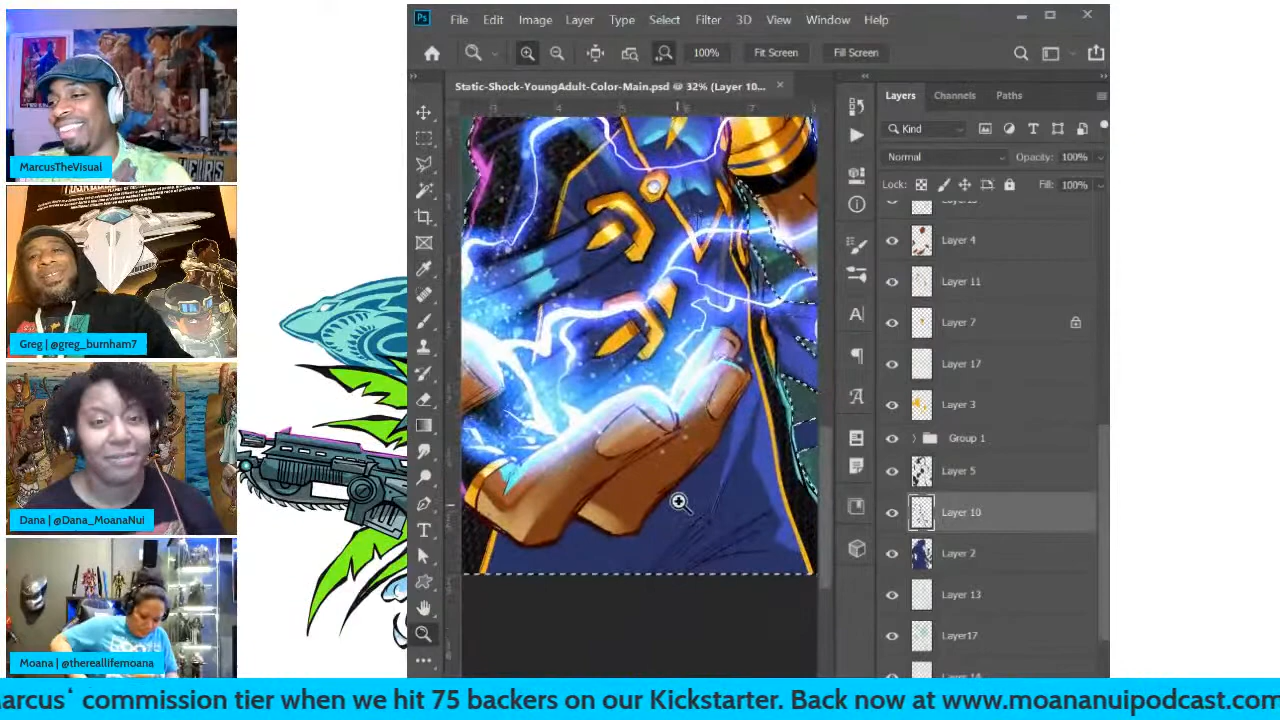 MarcusTheVisual
Greg | @greg_burnham7
Dana | @Dana_MoanaNui
Moana | @thereallifemoana
Ps
File Edit Image Layer Type Select Filter 3D View Window Help
100% Fit Screen Fill Screen
Static-Shock-YoungAdult-Color-Main.psd @ 32% (Layer 10...
Layers Channels Paths
Kind
Normal Opacity: 100%
Lock: Fill: 100%
Layer 4
Layer 11
Layer 7
Layer 17
Layer 3
Group 1
Layer 5
Layer 10
Layer 2
Layer 13
Layer17
arcus‘ commission tier when we hit 75 backers on our Kickstarter. Back now at www.moananuipodcast.com